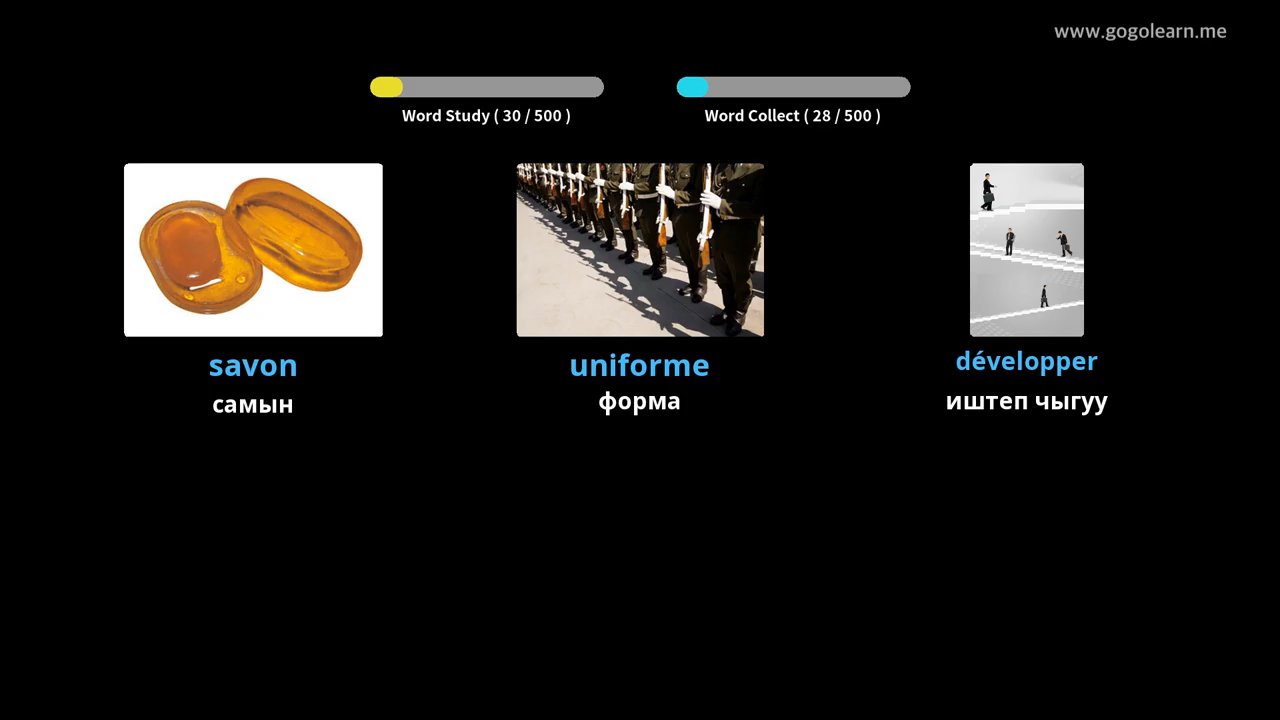 www.gogolearn.me
Word Study ( 30 / 500 )
Word Collect ( 28 / 500 )
savon
uniforme
développer
самын
форма
иштеп чыгуу